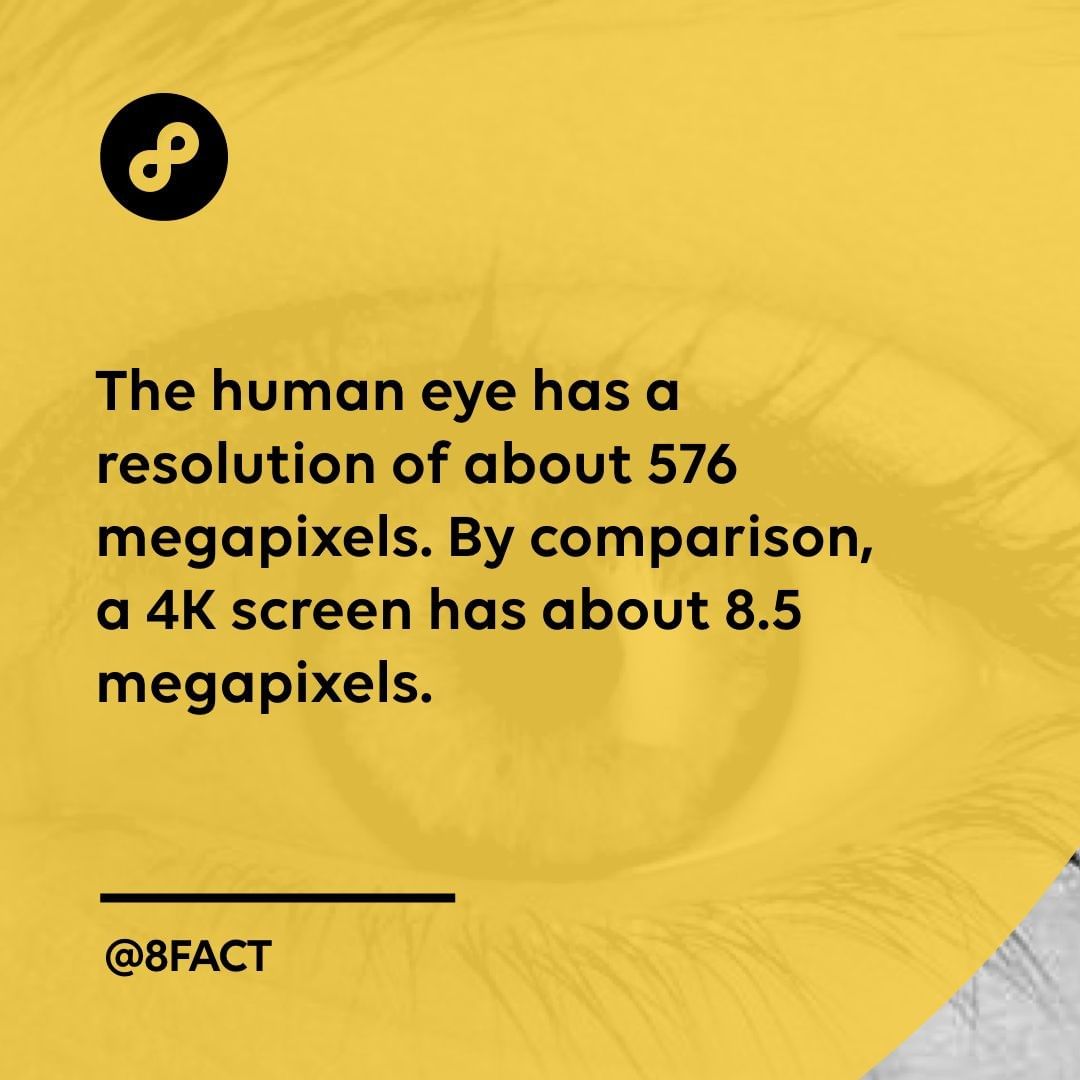 The human eye has a
resolution of about 576
megapixels. By comparison,
a 4K screen has about 8.5
megapixels.
@8FACT